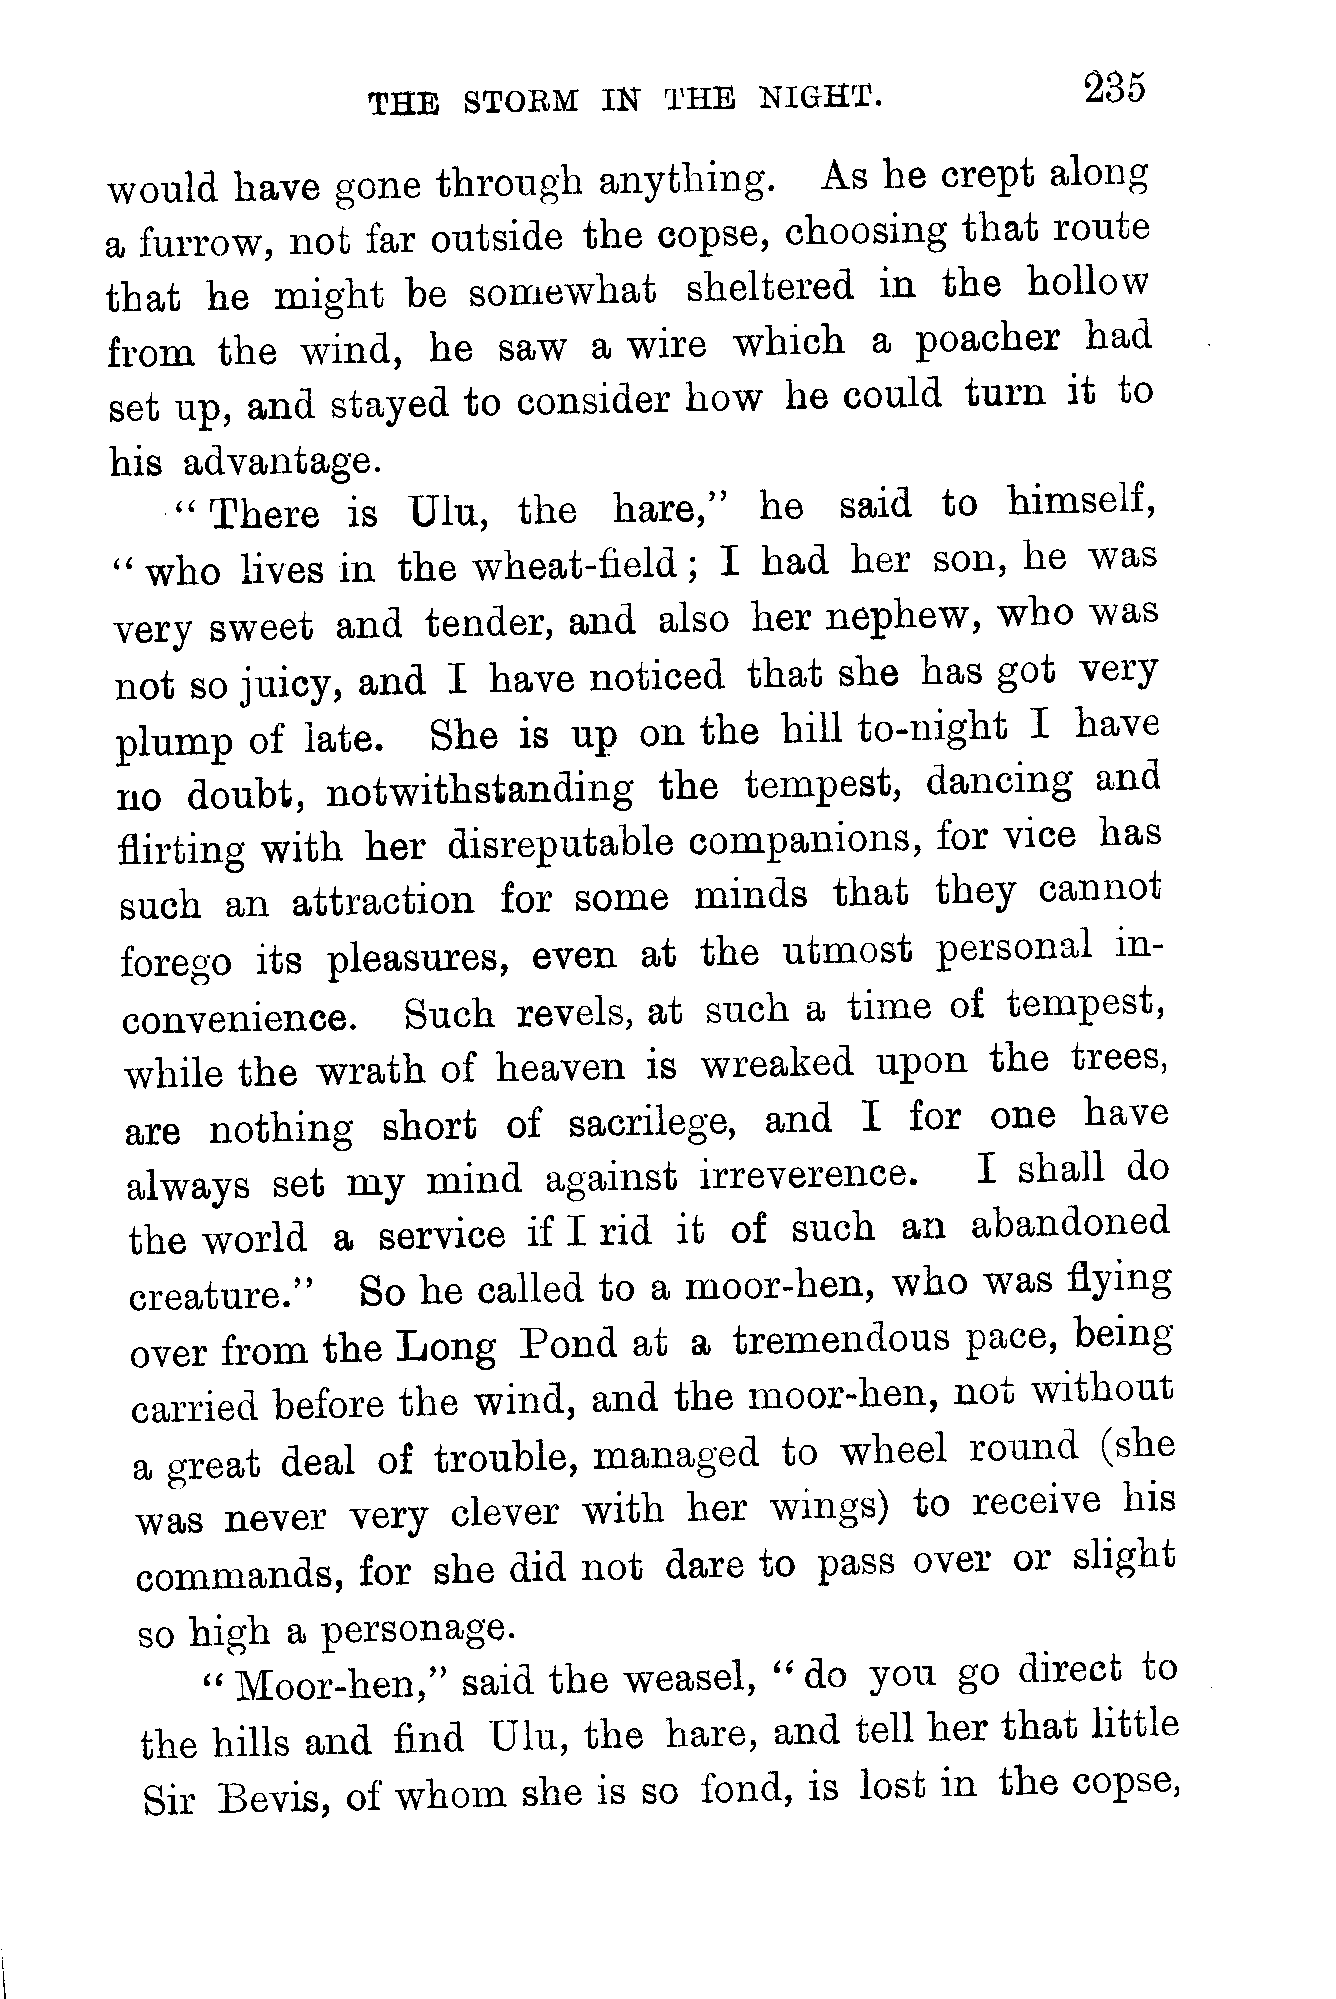 THE STORM IN THE NIGHT. 235
would have gone through anything. As he crept along
a furrow, not far outside the copse, choosing that route
that he might be somewhat sheltered in the hollow
from the wind, he saw a wire which a poacher had
set up, and stayed to consider how he could turn it to
his advantage.
"There is Ulu, the hare," he said to himself,
"who lives in the wheat-field; I had her son, he was
very sweet and tender, and also her nephew, who was
not so juicy, and I have noticed that she has got very
plump of late. She is up on the hill to-night I have
no doubt, notwithstanding the tempest, dancing and
flirting with her disreputable companions, for vice has
such an attraction for some minds that they cannot
forego its pleasures, even at the utmost personal in-
convenience. Such revels, at such a time of tempest,
while the wrath of heaven is wreaked upon the trees,
are nothing short of sacrilege, and I for one have
always set my mind against irreverence. I shall do
the world a service if I rid it of such an abandoned
creature." So he called to a moor-hen, who was flying
over from the Long Pond at a tremendous pace, being
carried before the wind, and the moor-hen, not without
a great deal of trouble, managed to wheel round (she
was never very clever with her wings) to receive his
commands, for she did not dare to pass over or slight
so high a personage.
"Moor-hen," said the weasel, "do you go direct to
the hills and find Ulu, the hare, and tell her that little
Sir Bevis, of whom she is so fond, is lost in the copse,